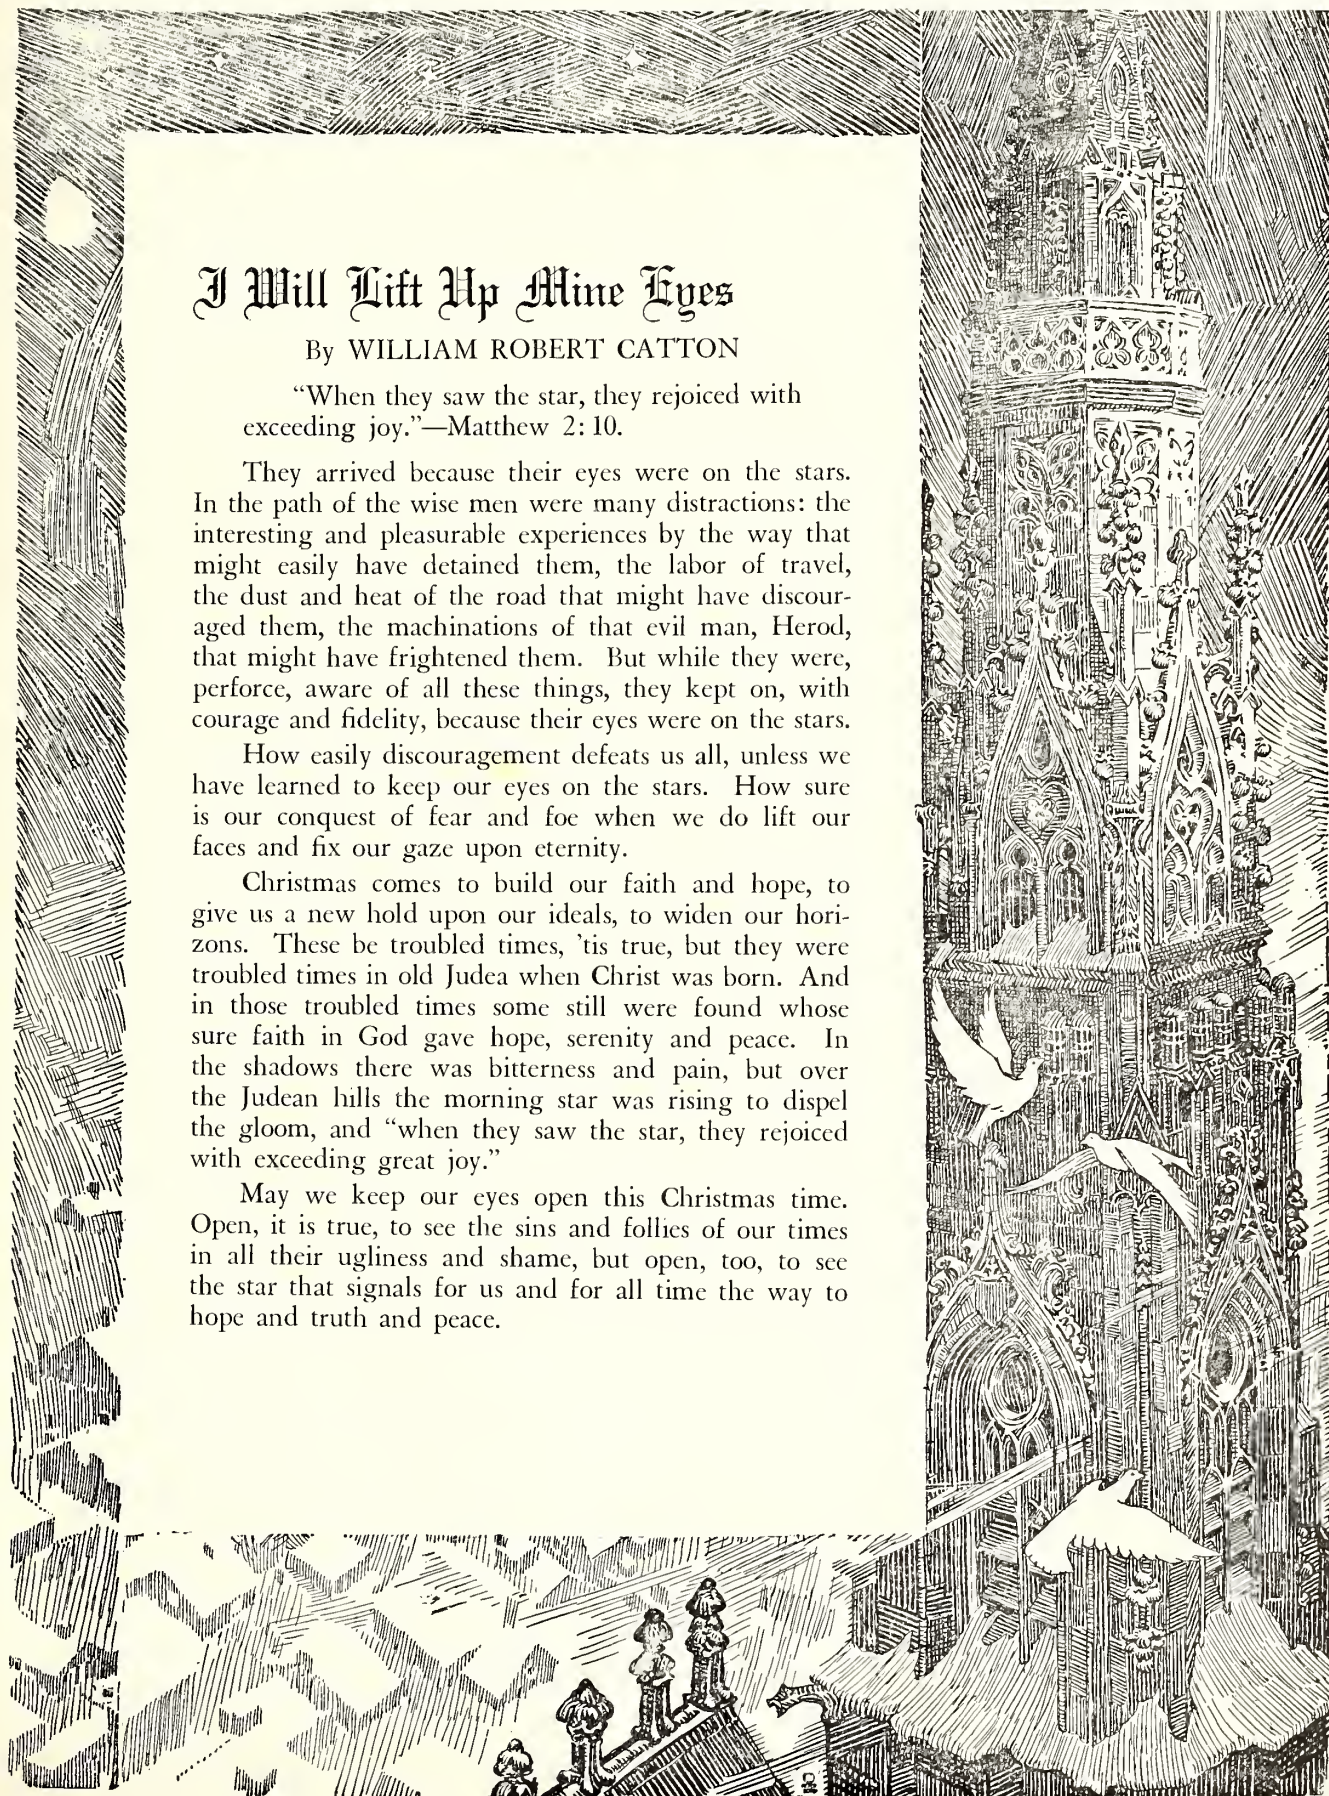 I Will Lift Up Mine Eyes
By WILLIAM ROBERT CATTON
“When they saw the star, they rejoiced with
exceeding joy.”—Matthew 2: 10.
They arrived because their eyes were on the stars.
In the path of the wise men were many distractions: the
interesting and pleasurable experiences by the way that
might easily have detained them, the labor of travel,
the dust and heat of the road that might have discour-
aged them, the machinations of that evil man, Herod,
that might have frightened them. But while they were,
perforce, aware of all these things, they kept on, with
courage and fidelity, because their eyes were on the stars.
How easily discouragement defeats us all, unless we
have learned to keep our eyes on the stars. How sure
is our conquest of fear and foe when we do lift our
faces and fix our gaze upon eternity.
Christmas comes to build our faith and hope, to
give us a new hold upon our ideals, to widen our hori-
zons. These be troubled times, ’tis true, but they were
troubled times in old Judea when Christ was born. And
in those troubled times some still were found whose
sure faith in God gave hope, serenity and peace. In
the shadows there was bitterness and pain, but over
the Judean hills the morning star was rising to dispel
the gloom, and “when they saw the star, they rejoiced
with exceeding great joy.”
May we keep our eyes open this Christmas time.
Open, it is true, to see the sins and follies of our times
in all their ugliness and shame, but open, too, to see
the star that signals for us and for all time the way to
hope and truth and peace.